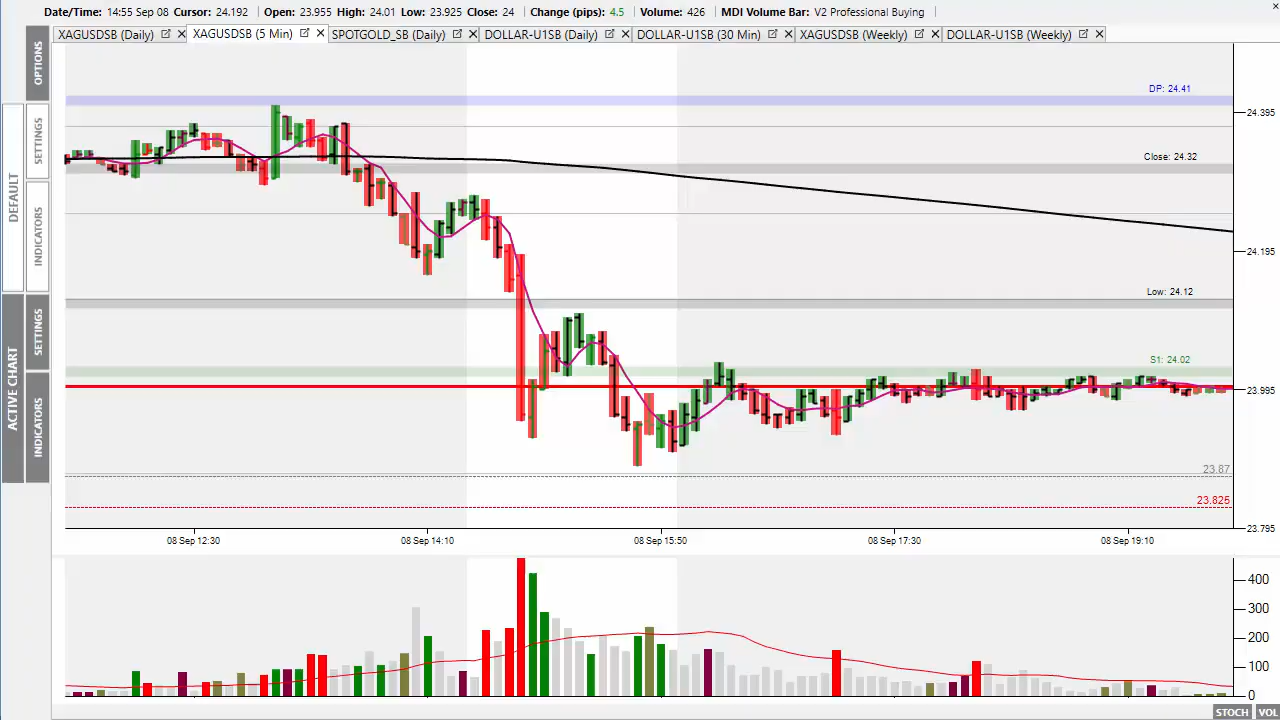 Date/Time: 14:55 Sep 08 Cursor: 24.192 Open: 23.955 High: 24.01 Low: 23.925 Close: 24 Change (pips): 4.5 Volume: 426 MDI Volume Bar: V2 Professional Buying
XAGUSDSB (Daily) XAGUSDSB (5 Min) SPOTGOLD_SB (Daily) DOLLAR-U1SB (Daily) DOLLAR-U1SB (30 Min) XAGUSDSB (Weekly) DOLLAR-U1SB (Weekly)
OPTIONS
DEFAULT
SETTINGS
INDICATORS
ACTIVE CHART
SETTINGS
INDICATORS
DP: 24.41
24.395
Close: 24.32
24.195
Low: 24.12
S1: 24.02
23.995
23.87
23.825
23.795
08 Sep 12:30 08 Sep 14:10 08 Sep 15:50 08 Sep 17:30 08 Sep 19:10
400
300
200
100
0
STOCH VOL